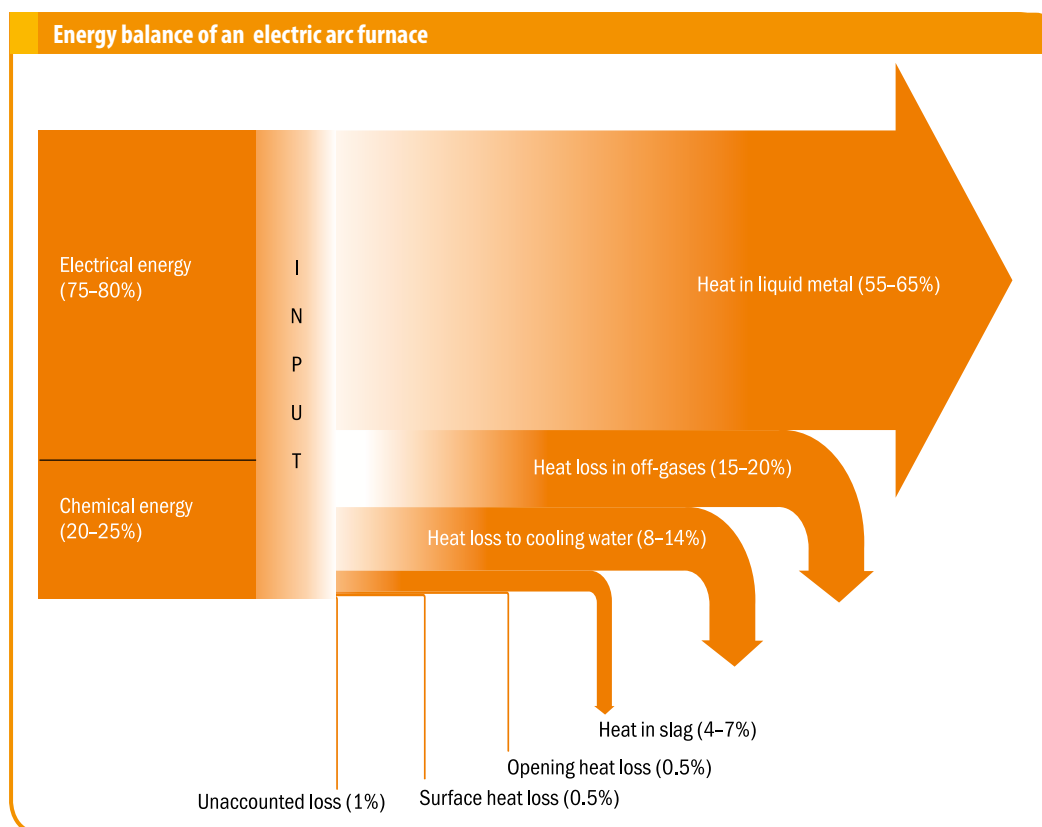 Energy balance of an electric arc furnace
Electrical energy
(75–80%)
Chemical energy
(20–25%)
I
N
P
U
T
Heat in liquid metal (55–65%)
Heat loss in off-gases (15–20%)
Heat loss to cooling water (8–14%)
Heat in slag (4–7%)
Opening heat loss (0.5%)
Surface heat loss (0.5%)
Unaccounted loss (1%)